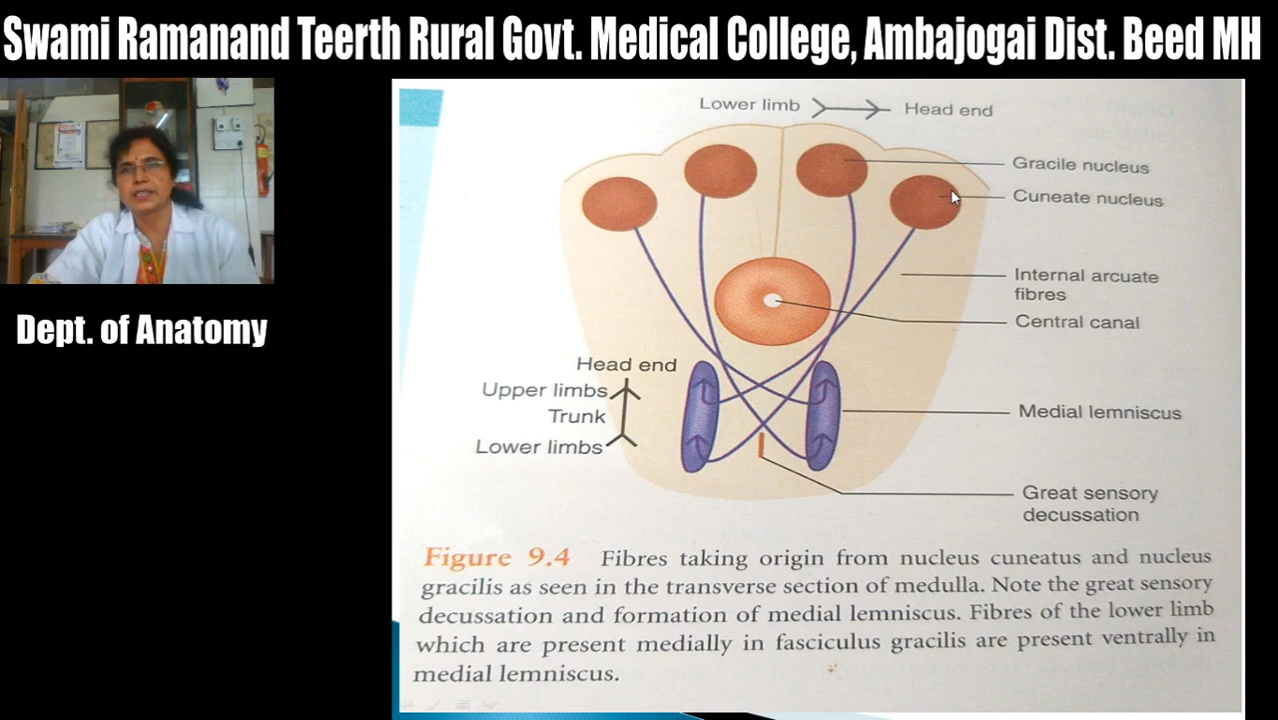 Swami Ramanand Teerth Rural Govt. Medical College, Ambajogai Dist. Beed MH
Dept. of Anatomy
Lower limb
Head end
Gracile nucleus
Cuneate nucleus
Internal arcuate
fibres
Central canal
Head end
Upper limbs
Trunk
Lower limbs
Medial lemniscus
Great sensory
decussation
Figure 9.4 Fibres taking origin from nucleus cuneatus and nucleus
gracilis as seen in the transverse section of medulla. Note the great sensory
decussation and formation of medial lemniscus. Fibres of the lower limb
which are present medially in fasciculus gracilis are present ventrally in
medial lemniscus.